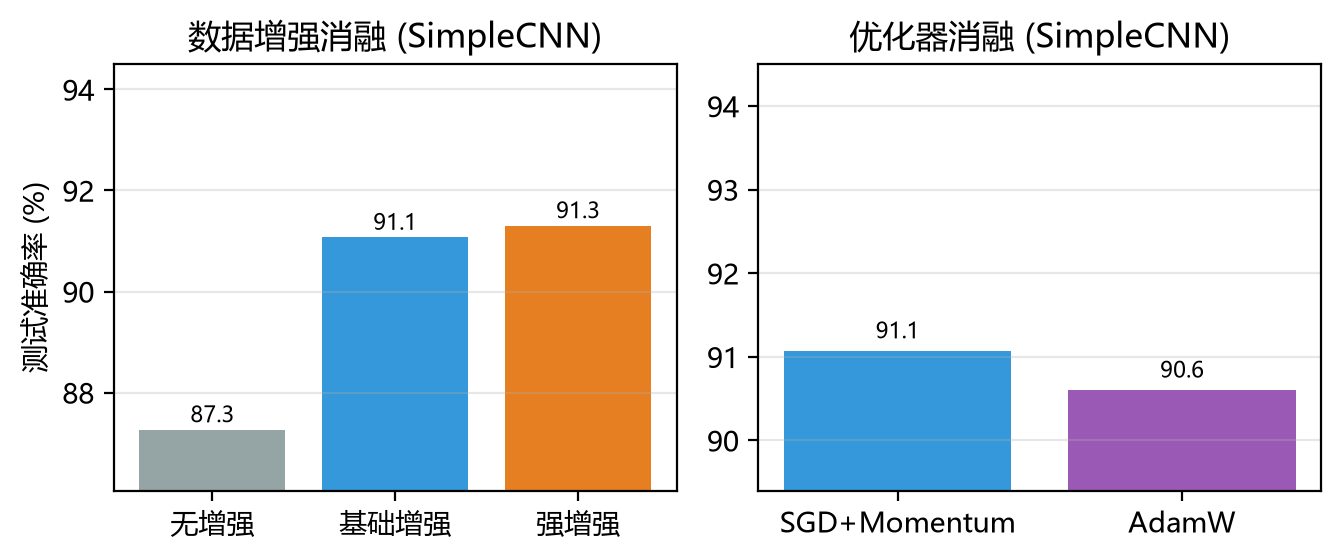 数据增强消融 (SimpleCNN)
测试准确率 (%)
94
92
90
88
87.3
91.1
91.3
无增强
基础增强
强增强
优化器消融 (SimpleCNN)
94
93
92
91
90
91.1
90.6
SGD+Momentum
AdamW